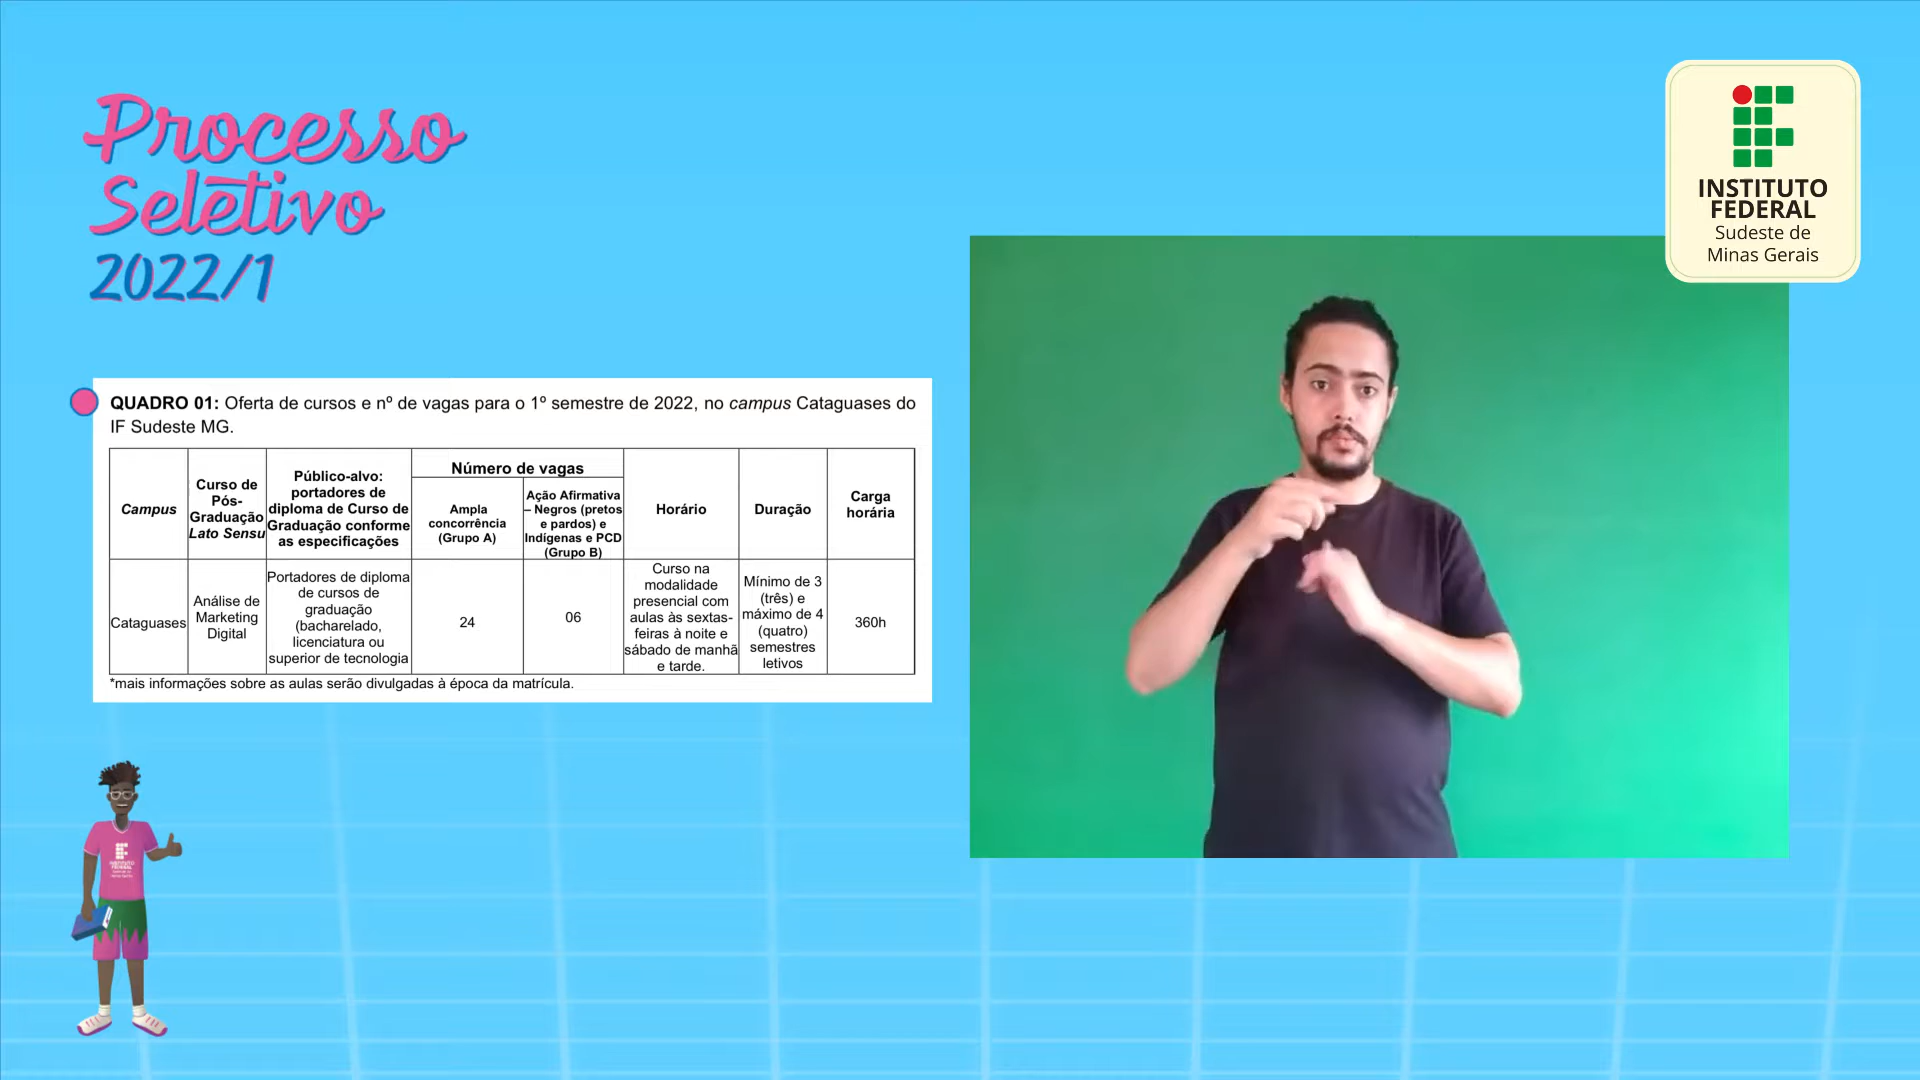 Processo
Seletivo
2022/1
INSTITUTO
FEDERAL
Sudeste de
Minas Gerais
QUADRO 01: Oferta de cursos e nº de vagas para o 1º semestre de 2022, no campus Cataguases do
IF Sudeste MG.
Campus
Curso de
Pós-
Graduação
Lato Sensu
Público-alvo:
portadores de
diploma de Curso de
Graduação conforme
as especificações
Número de vagas
Ampla
concorrência
(Grupo A)
Ação Afirmativa
– Negros (pretos
e pardos) e
Indígenas e PCD
(Grupo B)
Horário
Duração
Carga
horária
Cataguases
Análise de
Marketing
Digital
Portadores de diploma
de cursos de
graduação
(bacharelado,
licenciatura ou
superior de tecnologia
24
06
Curso na
modalidade
presencial com
aulas às sextas-
feiras à noite e
sábado de manhã
e tarde.
Mínimo de 3
(três) e
máximo de 4
(quatro)
semestres
letivos
360h
*mais informações sobre as aulas serão divulgadas à época da matrícula.